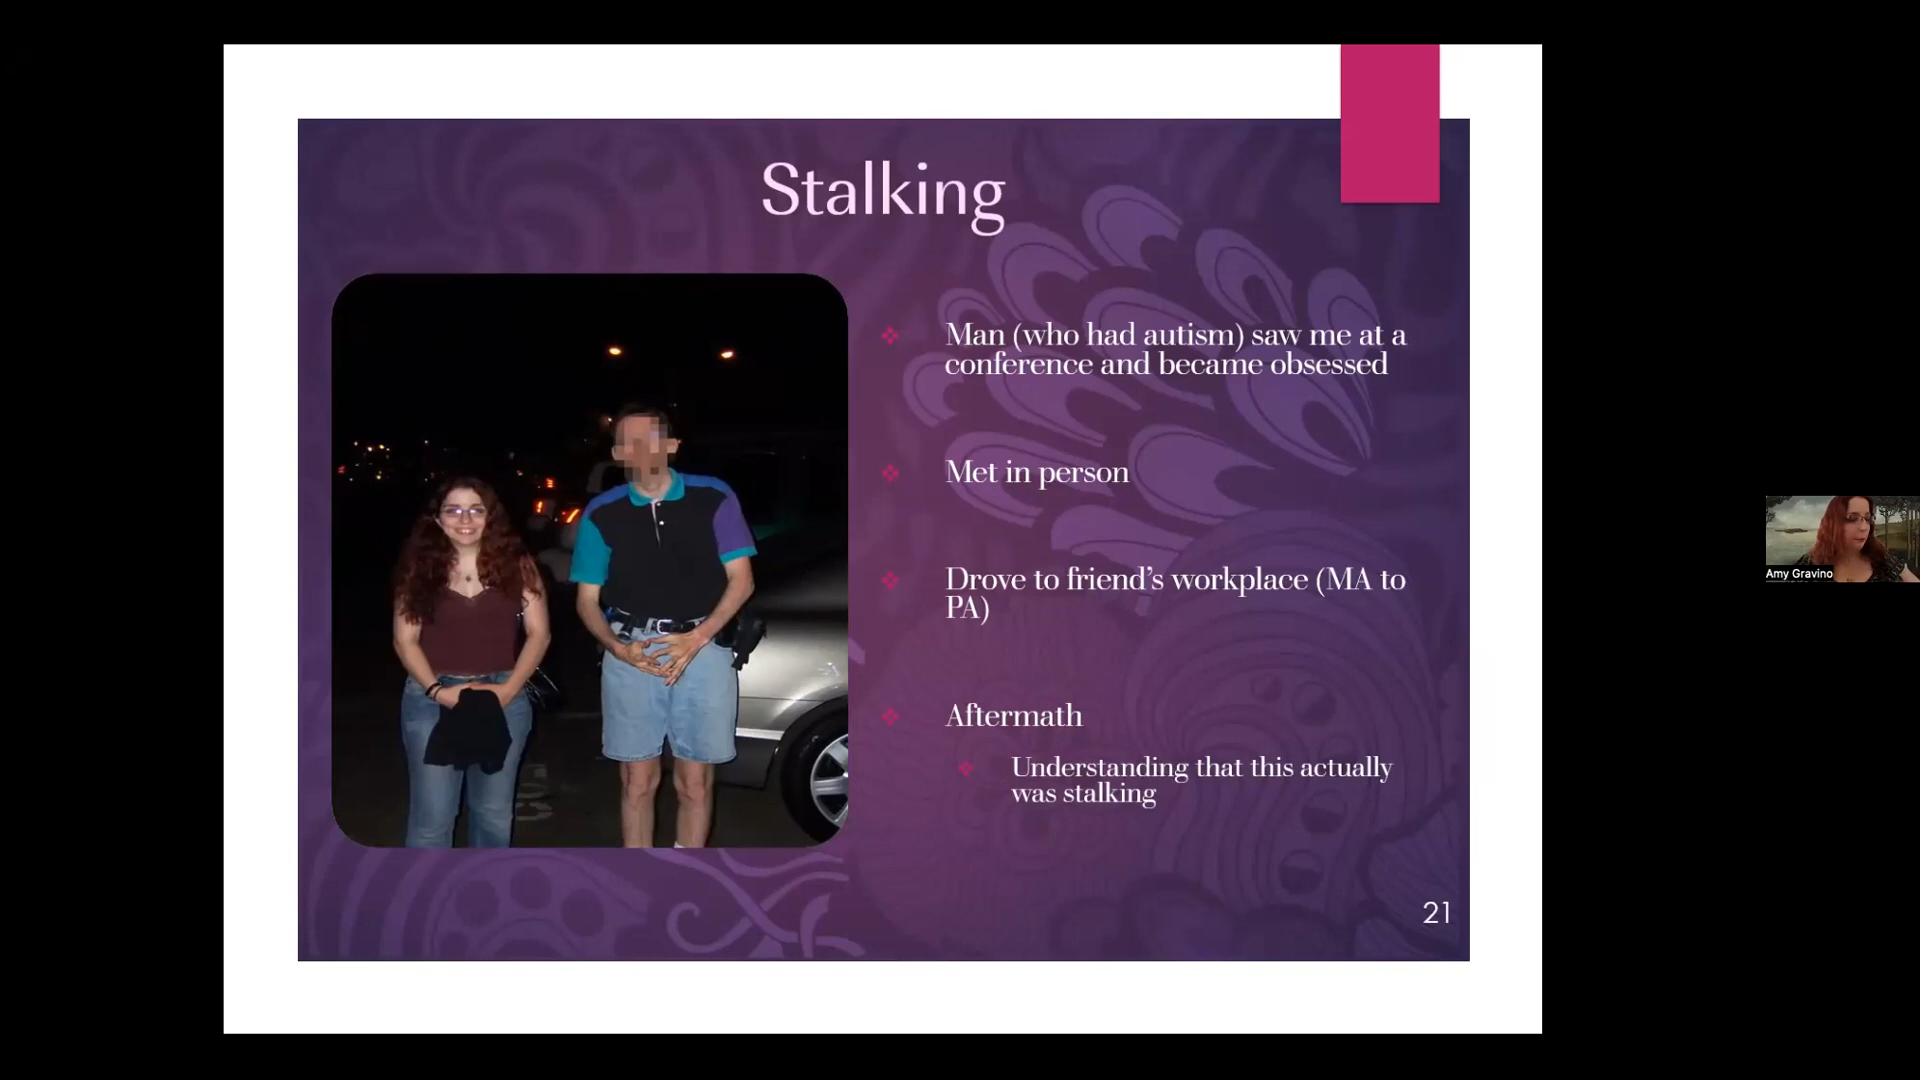 Stalking
Man (who had autism) saw me at a
conference and became obsessed
Met in person
Drove to friend's workplace (MA to
PA)
Aftermath
Understanding that this actually
was stalking
21
Amy Gravino